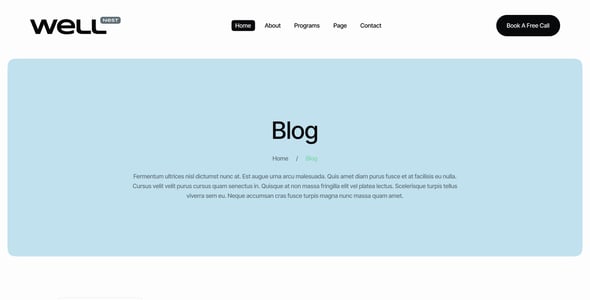 WELL NEST
Home About Programs Page Contact
Book A Free Call
Blog
Home / Blog
Fermentum ultrices nisl dictumst nunc at. Est augue urna arcu malesuada. Quis amet diam purus fusce et at facilisis eu nulla.
Cursus velit velit purus cursus quam senectus in. Quisque at non massa fringilla elit vel platea lectus. Scelerisque turpis tellus
viverra sem eu. Neque accumsan cras fusce turpis magna nunc massa quam amet.